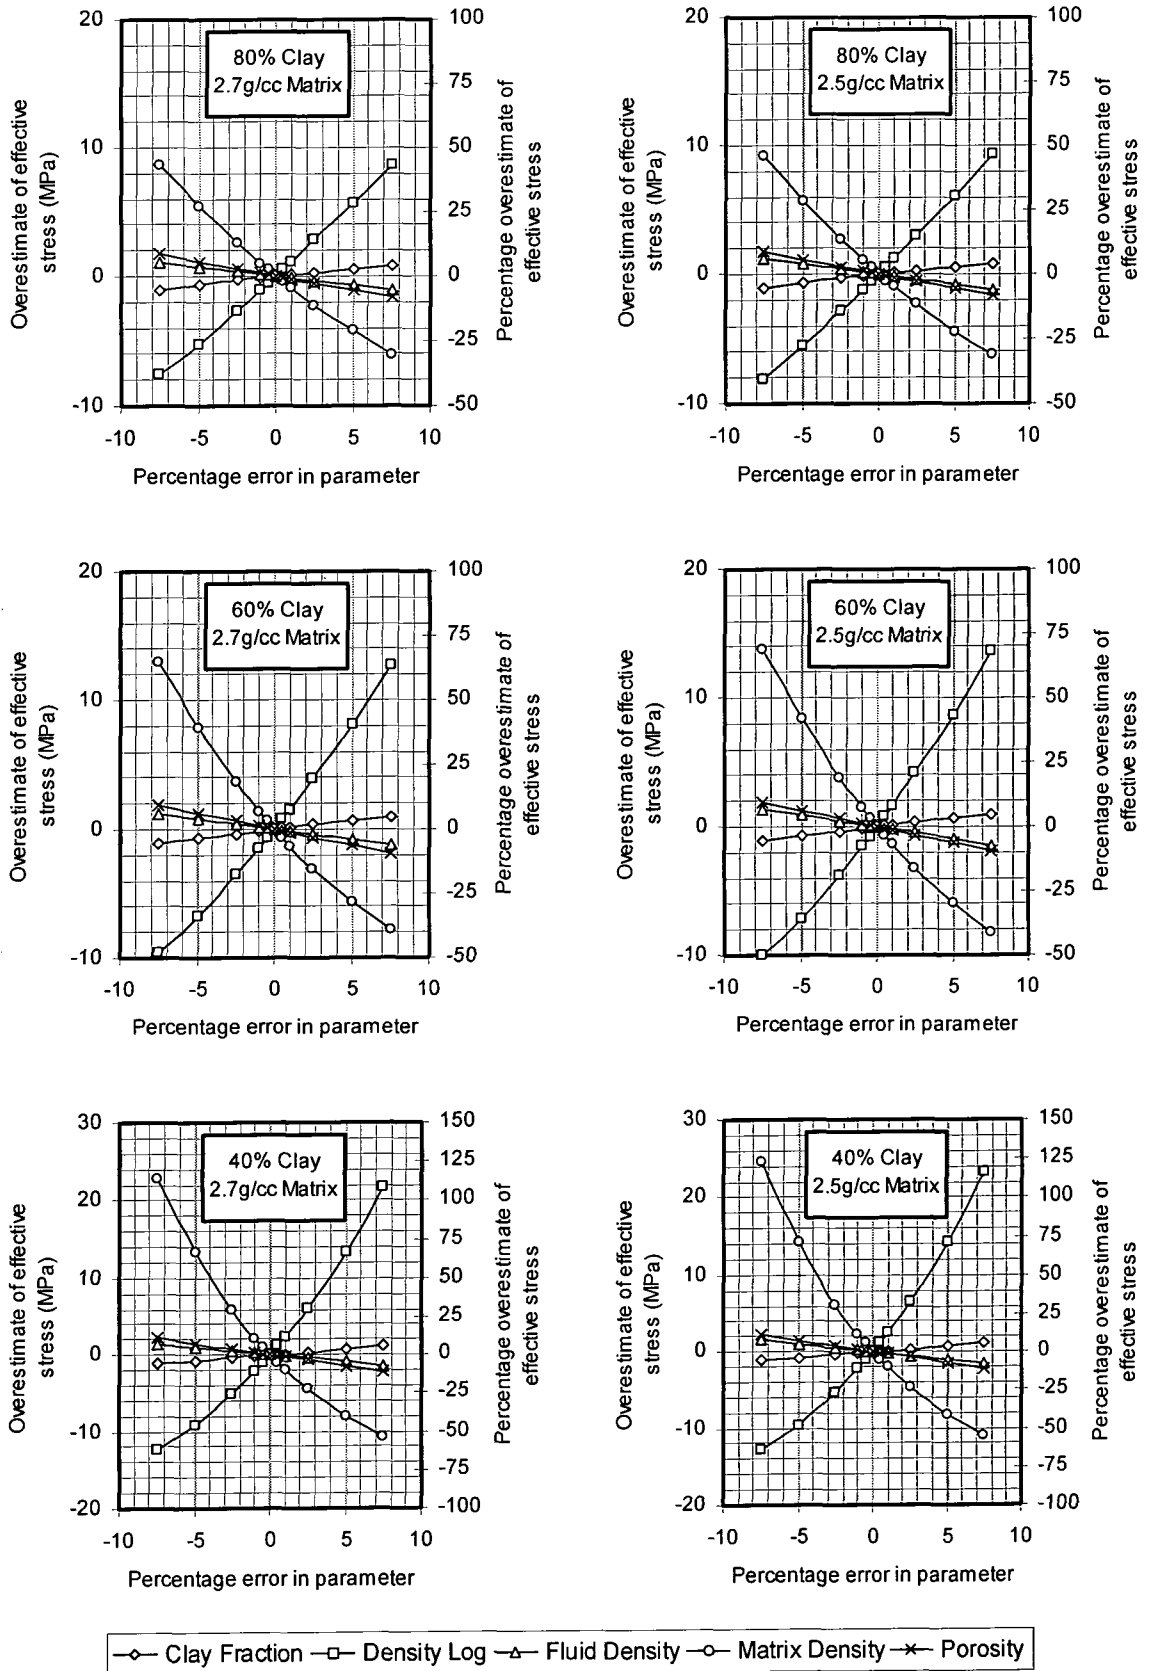 80% Clay
2.7g/cc Matrix
Overestimate of effective
stress (MPa)
20
10
0
-10
100
75
50
25
0
-25
-50
Percentage overestimate of
effective stress
-10 -5 0 5 10
Percentage error in parameter
80% Clay
2.5g/cc Matrix
Overestimate of effective
stress (MPa)
20
10
0
-10
100
75
50
25
0
-25
-50
Percentage overestimate of
effective stress
-10 -5 0 5 10
Percentage error in parameter
60% Clay
2.7g/cc Matrix
Overestimate of effective
stress (MPa)
20
10
0
-10
100
75
50
25
0
-25
-50
Percentage overestimate of
effective stress
-10 -5 0 5 10
Percentage error in parameter
60% Clay
2.5g/cc Matrix
Overestimate of effective
stress (MPa)
20
10
0
-10
100
75
50
25
0
-25
-50
Percentage overestimate of
effective stress
-10 -5 0 5 10
Percentage error in parameter
40% Clay
2.7g/cc Matrix
Overestimate of effective
stress (MPa)
30
20
10
0
-10
-20
150
125
100
75
50
25
0
-25
-50
-75
-100
Percentage overestimate of
effective stress
-10 -5 0 5 10
Percentage error in parameter
40% Clay
2.5g/cc Matrix
Overestimate of effective
stress (MPa)
30
20
10
0
-10
-20
150
125
100
75
50
25
0
-25
-50
-75
-100
Percentage overestimate of
effective stress
-10 -5 0 5 10
Percentage error in parameter
Clay Fraction Density Log Fluid Density Matrix Density Porosity